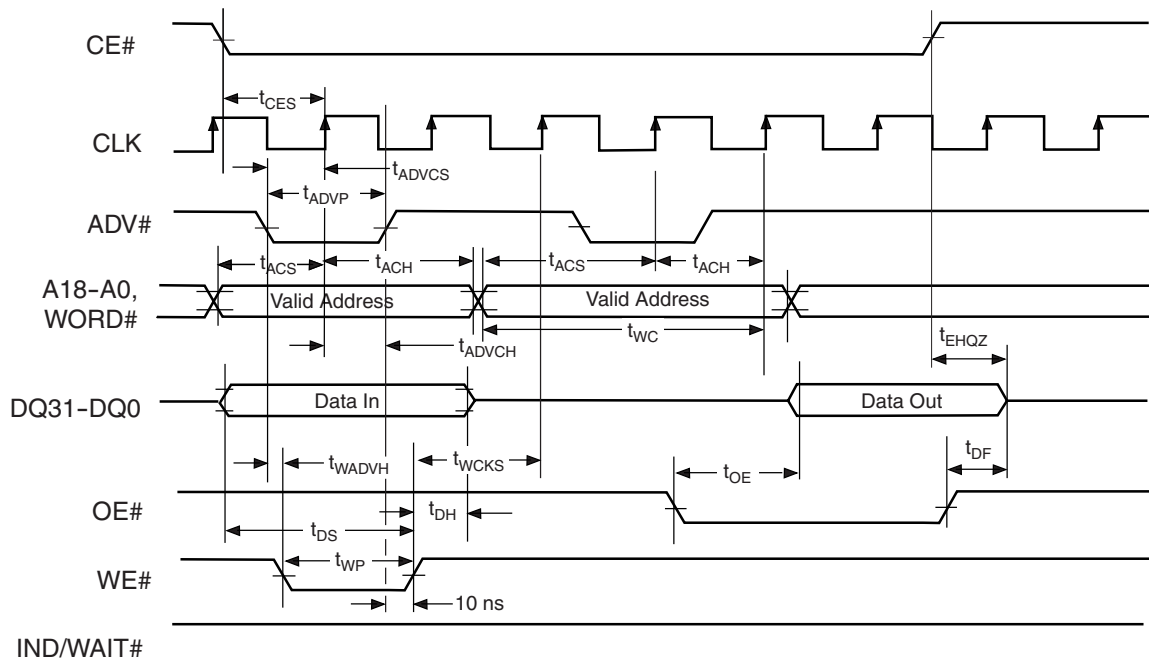 CE#
tCES
CLK
tADVCS
tADVP
ADV#
tACS
tACH
tACS
tACH
A18-A0,
WORD#
Valid Address
Valid Address
tWC
tADVCH
tEHQZ
DQ31-DQ0
Data In
Data Out
tWADVH
tWCKS
tOE
tDF
OE#
tDH
tDS
tWP
WE#
10 ns
IND/WAIT#